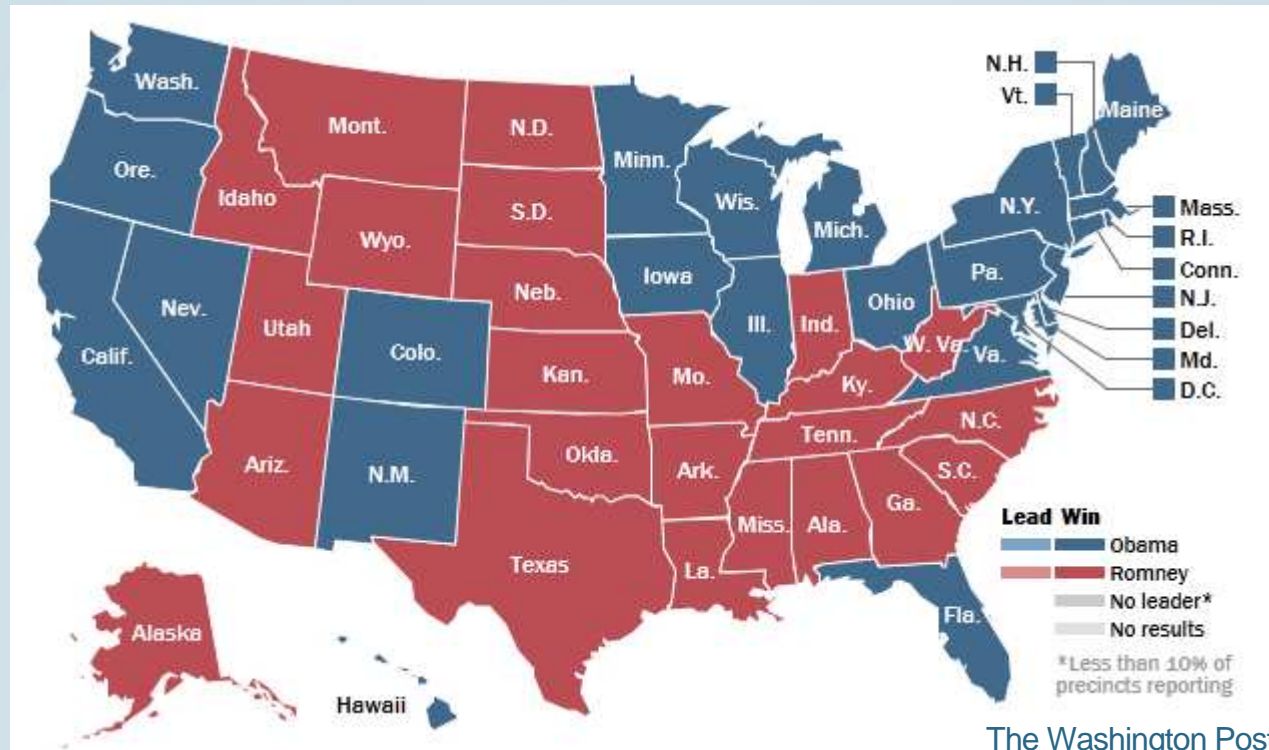 N.H.
Vt.
Maine
Wash.
Mont.
N.D.
Minn.
Ore.
Idaho
S.D.
Wis.
Mich.
N.Y.
Mass.
R.I.
Conn.
N.J.
Del.
Md.
D.C.
Wyo.
Iowa
Pa.
Neb.
Nev.
Utah
Colo.
Ill.
Ind.
Ohio
W. Va.
Va.
Calif.
Kan.
Mo.
Ky.
N.C.
Tenn.
Ariz.
N.M.
Okla.
Ark.
S.C.
Miss.
Ala.
Ga.
Texas
La.
Fla.
Alaska
Hawaii
Lead Win
Obama
Romney
No leader*
No results
*Less than 10% of
precincts reporting
The Washington Post